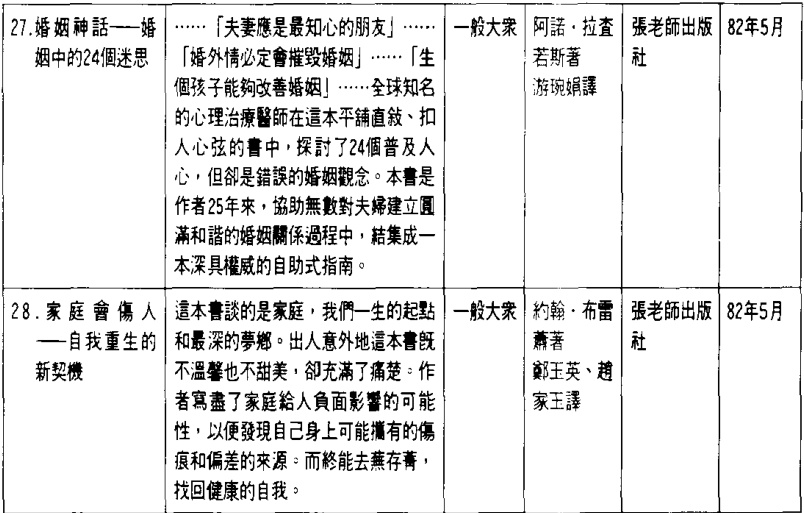 27.婚姻神話——婚
姻中的24個迷思
……「夫妻應是最知心的朋友」……
「婚外情必定會摧毀婚姻」……「生
個孩子能夠改善婚姻」……全球知名
的心理治療醫師在這本平舖直敍、扣
人心弦的書中，探討了24個普及人
心，但卻是錯誤的婚姻觀念。本書是
作者25年來，協助無數對夫婦建立圓
滿和諧的婚姻關係過程中，結集成一
本深具權威的自助式指南。
一般大衆
阿諾·拉査
若斯著
游琬娟譯
張老師出版
社
82年5月
28.家庭會傷人
——自我重生的
新契機
這本書談的是家庭，我們一生的起點
和最深的夢鄉。出人意外地這本書旣
不溫馨也不甜美，卻充滿了痛楚。作
者寫盡了家庭給人負面影響的可能
性，以便發現自己身上可能攜有的傷
痕和偏差的來源。而終能去蕪存菁，
找回健康的自我。
一般大衆
約翰·布雷
蕭著
鄭王英、趙
家王譯
張老師出版
社
82年5月